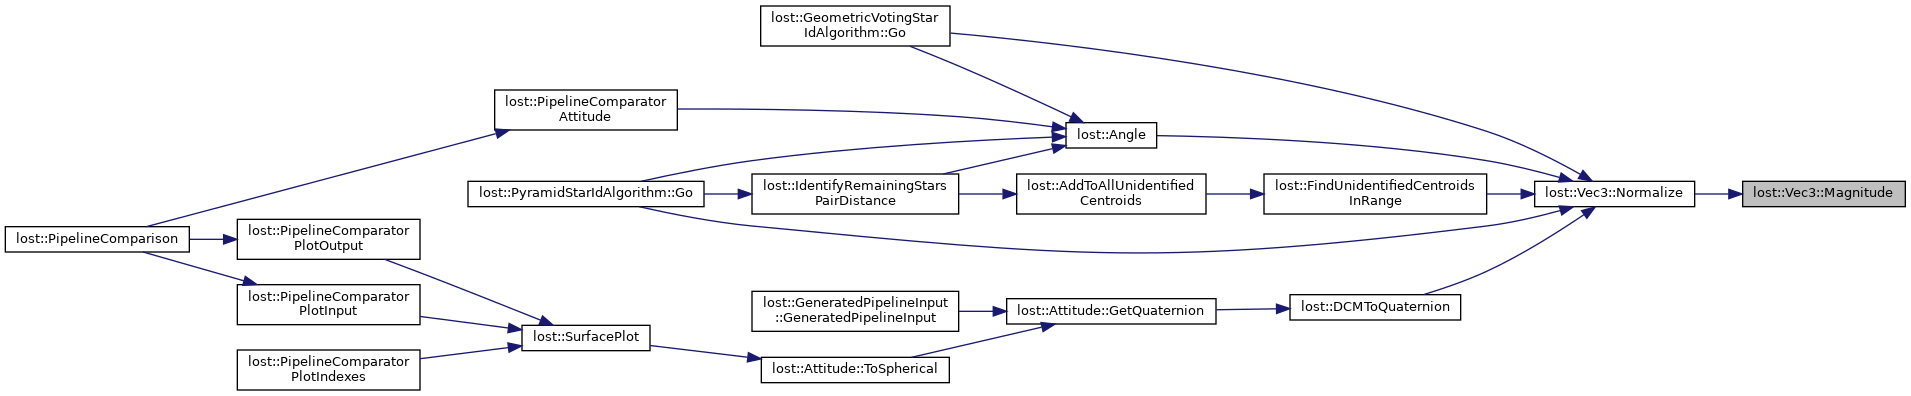 lost::GeometricVotingStar
IdAlgorithm::Go
lost::PipelineComparator
Attitude
lost::Angle
lost::PyramidStarIdAlgorithm::Go
lost::IdentifyRemainingStars
PairDistance
lost::AddToAllUnidentified
Centroids
lost::FindUnidentifiedCentroids
InRange
lost::Vec3::Normalize
lost::Vec3::Magnitude
lost::PipelineComparison
lost::PipelineComparator
PlotOutput
lost::PipelineComparator
PlotInput
lost::PipelineComparator
PlotIndexes
lost::SurfacePlot
lost::GeneratedPipelineInput
::GeneratedPipelineInput
lost::Attitude::ToSpherical
lost::Attitude::GetQuaternion
lost::DCMToQuaternion